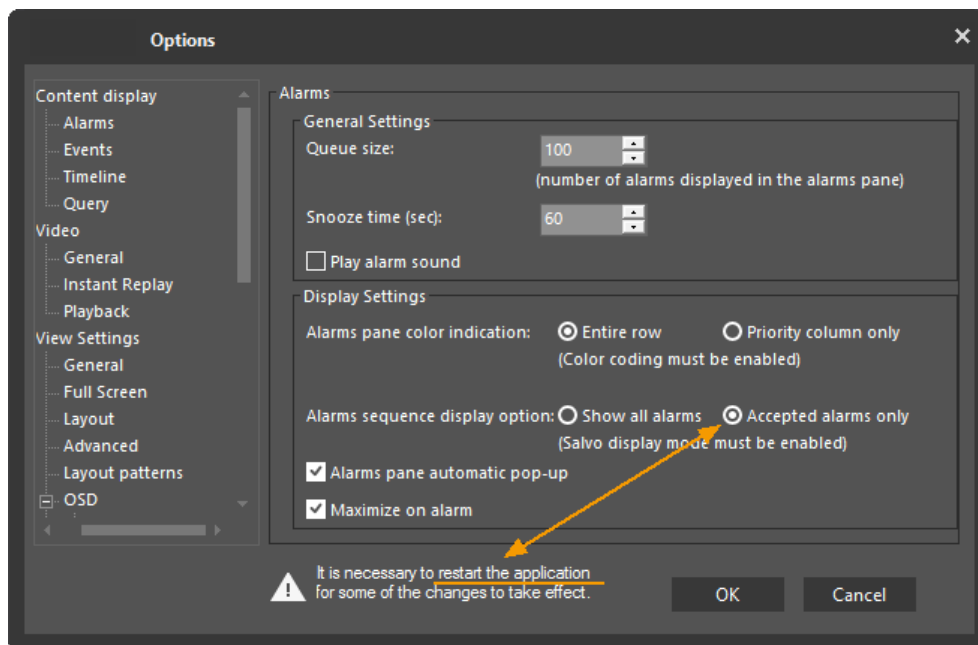 Options
Content display
Alarms
Events
Timeline
Query
Video
General
Instant Replay
Playback
View Settings
General
Full Screen
Layout
Advanced
Layout patterns
OSD
Alarms
General Settings
Queue size: 100
(number of alarms displayed in the alarms pane)
Snooze time (sec): 60
Play alarm sound
Display Settings
Alarms pane color indication: Entire row Priority column only
(Color coding must be enabled)
Alarms sequence display option: Show all alarms Accepted alarms only
(Salvo display mode must be enabled)
Alarms pane automatic pop-up
Maximize on alarm
It is necessary to restart the application
for some of the changes to take effect.
OK Cancel